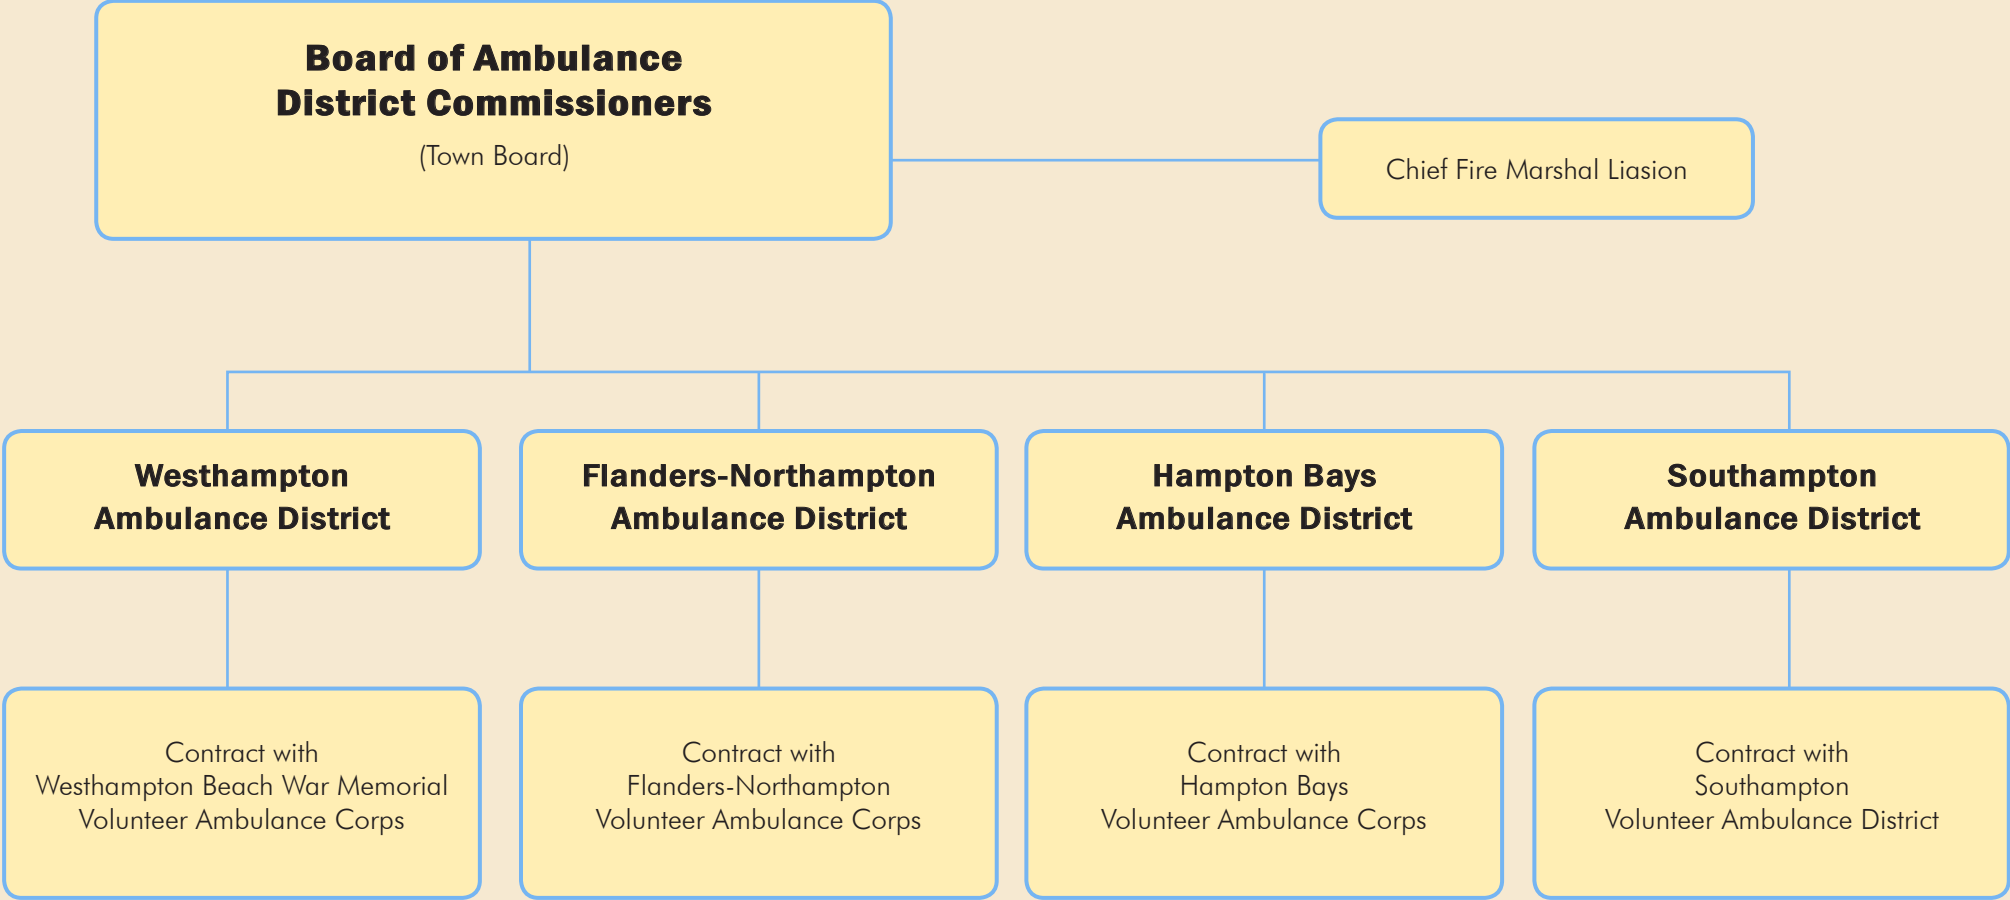 Board of Ambulance
District Commissioners
(Town Board)
Chief Fire Marshal Liasion
Westhampton
Ambulance District
Flanders-Northampton
Ambulance District
Hampton Bays
Ambulance District
Southampton
Ambulance District
Contract with
Westhampton Beach War Memorial
Volunteer Ambulance Corps
Contract with
Flanders-Northampton
Volunteer Ambulance Corps
Contract with
Hampton Bays
Volunteer Ambulance Corps
Contract with
Southampton
Volunteer Ambulance District